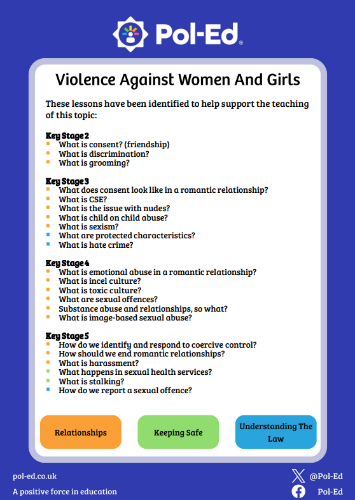 Pol-Ed®
Violence Against Women And Girls
These lessons have been identified to help support the teaching
of this topic:
Key Stage 2
What is consent? (friendship)
What is discrimination?
What is grooming?
Key Stage 3
What does consent look like in a romantic relationship?
What is CSE?
What is the issue with nudes?
What is child on child abuse?
What is sexism?
What are protected characteristics?
What is hate crime?
Key Stage 4
What is emotional abuse in a romantic relationship?
What is incel culture?
What is toxic culture?
What are sexual offences?
Substance abuse and relationships, so what?
What is image-based sexual abuse?
Key Stage 5
How do we identify and respond to coercive control?
How should we end romantic relationships?
What is harassment?
What happens in sexual health services?
What is stalking?
How do we report a sexual offence?
Relationships
Keeping Safe
Understanding The
Law
pol-ed.co.uk
@Pol-Ed
A positive force in education
Pol-Ed